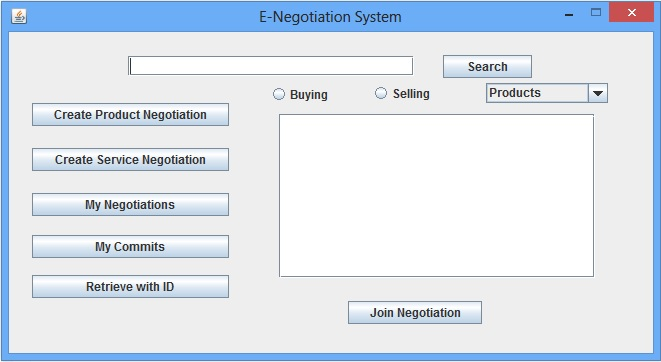 E-Negotiation System
Search
Buying
Selling
Products
Create Product Negotiation
Create Service Negotiation
My Negotiations
My Commits
Retrieve with ID
Join Negotiation